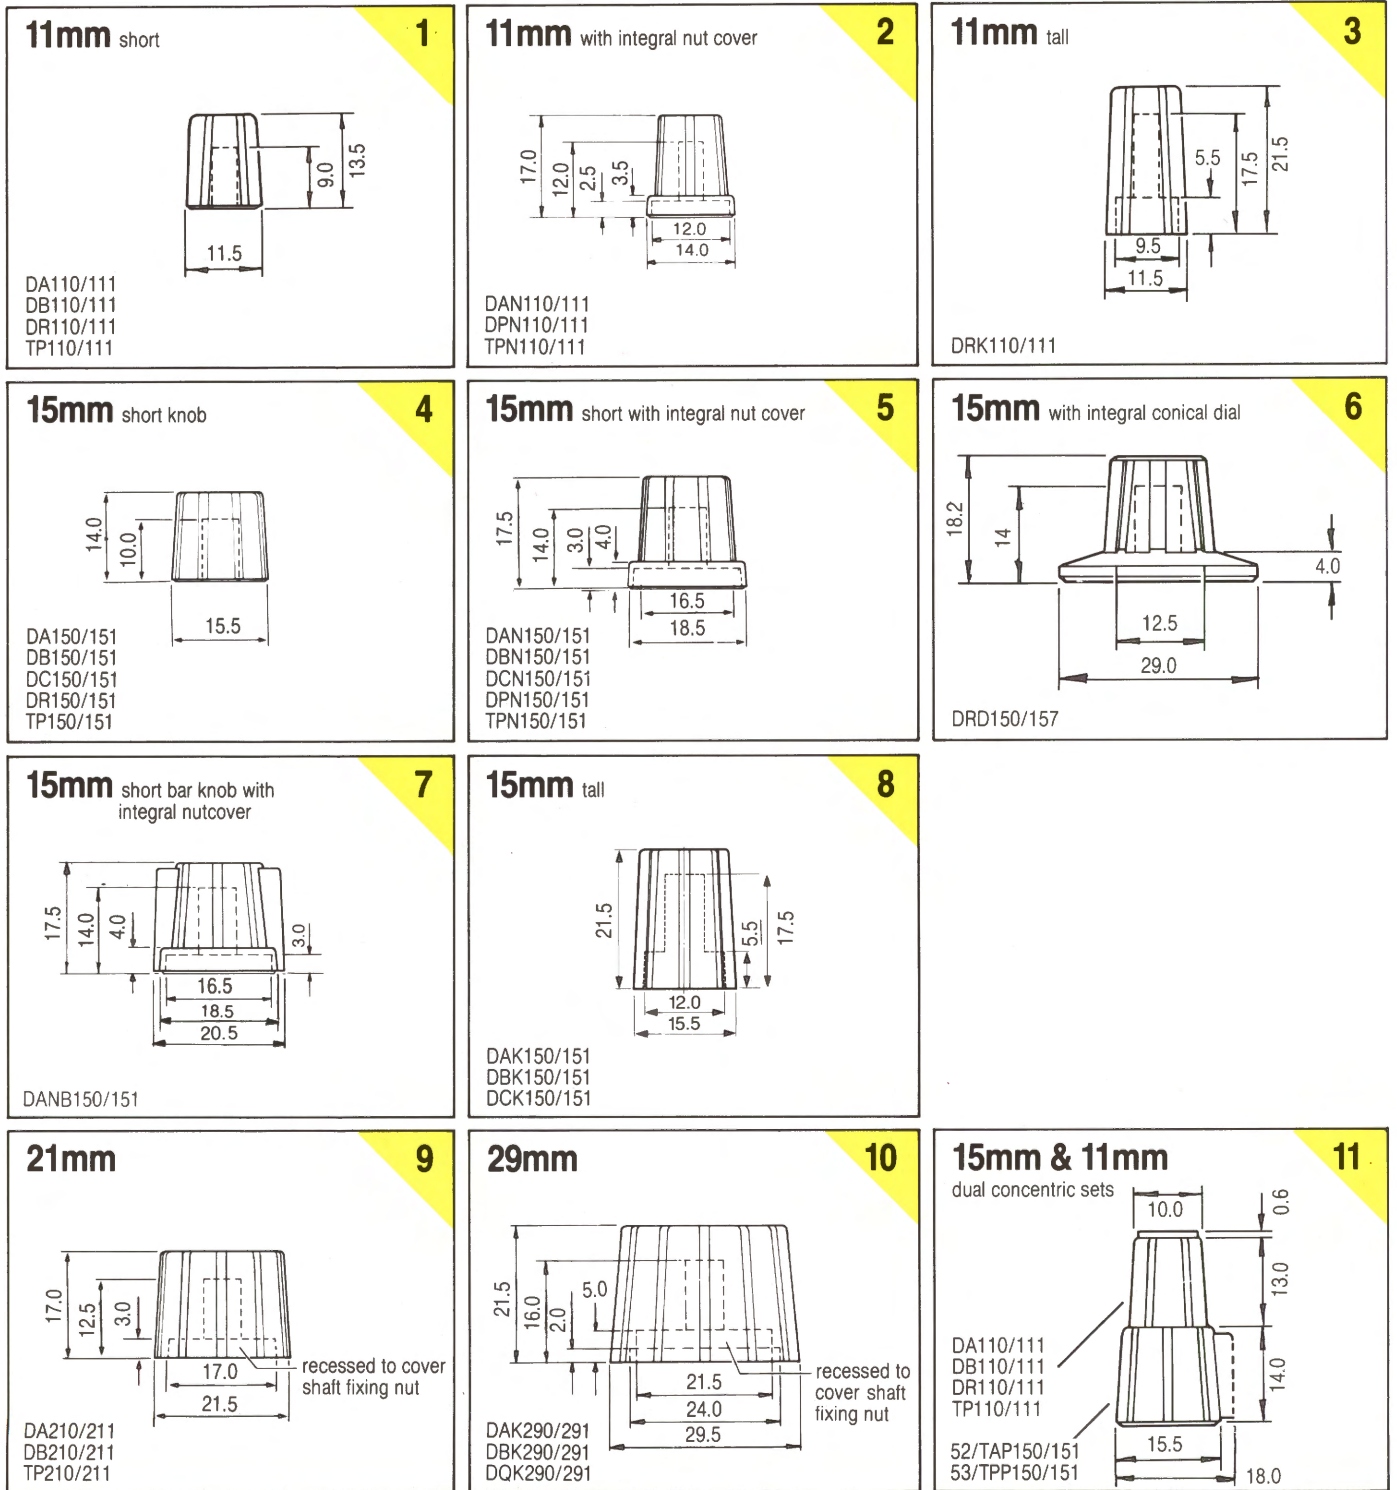 11mm short 1
13.5
9.0
11.5
DA110/111
DB110/111
DR110/111
TP110/111
11mm with integral nut cover 2
17.0
12.0
2.5
3.5
12.0
14.0
DAN110/111
DPN110/111
TPN110/111
11mm tall 3
5.5
17.5
21.5
9.5
11.5
DRK110/111
15mm short knob 4
14.0
10.0
15.5
DA150/151
DB150/151
DC150/151
DR150/151
TP150/151
15mm short with integral nut cover 5
17.5
14.0
3.0
4.0
16.5
18.5
DAN150/151
DBN150/151
DCN150/151
DPN150/151
TPN150/151
15mm with integral conical dial 6
18.2
14
4.0
12.5
29.0
DRD150/157
15mm short bar knob with 7
integral nutcover
17.5
14.0
4.0
3.0
16.5
18.5
20.5
DANB150/151
15mm tall 8
21.5
5.5
17.5
12.0
15.5
DAK150/151
DBK150/151
DCK150/151
21mm 9
17.0
12.5
3.0
recessed to cover
shaft fixing nut
17.0
21.5
DA210/211
DB210/211
TP210/211
29mm 10
21.5
16.0
2.0
5.0
recessed to
cover shaft
fixing nut
21.5
24.0
29.5
DAK290/291
DBK290/291
DQK290/291
15mm & 11mm 11
dual concentric sets
10.0
0.6
13.0
14.0
DA110/111
DB110/111
DR110/111
TP110/111
52/TAP150/151
53/TPP150/151
15.5
18.0